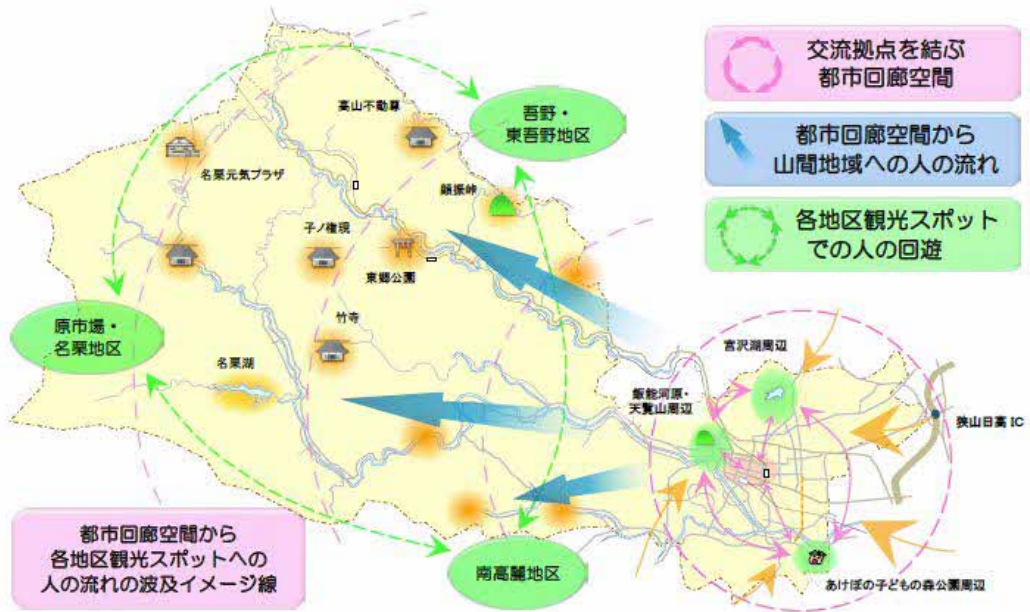 交流拠点を結ぶ
都市回廊空間
都市回廊空間から
山間地域への人の流れ
各地区観光スポット
での人の回遊
高山不動尊
吾野・
東吾野地区
名栗元気プラザ
顔振峠
子ノ権現
東郷公園
原市場・
名栗地区
竹寺
名栗湖
宮沢湖周辺
飯能河原・
天覧山周辺
狭山日高IC
都市回廊空間から
各地区観光スポットへの
人の流れの波及イメージ線
南高麗地区
あけぼの子どもの森公園周辺